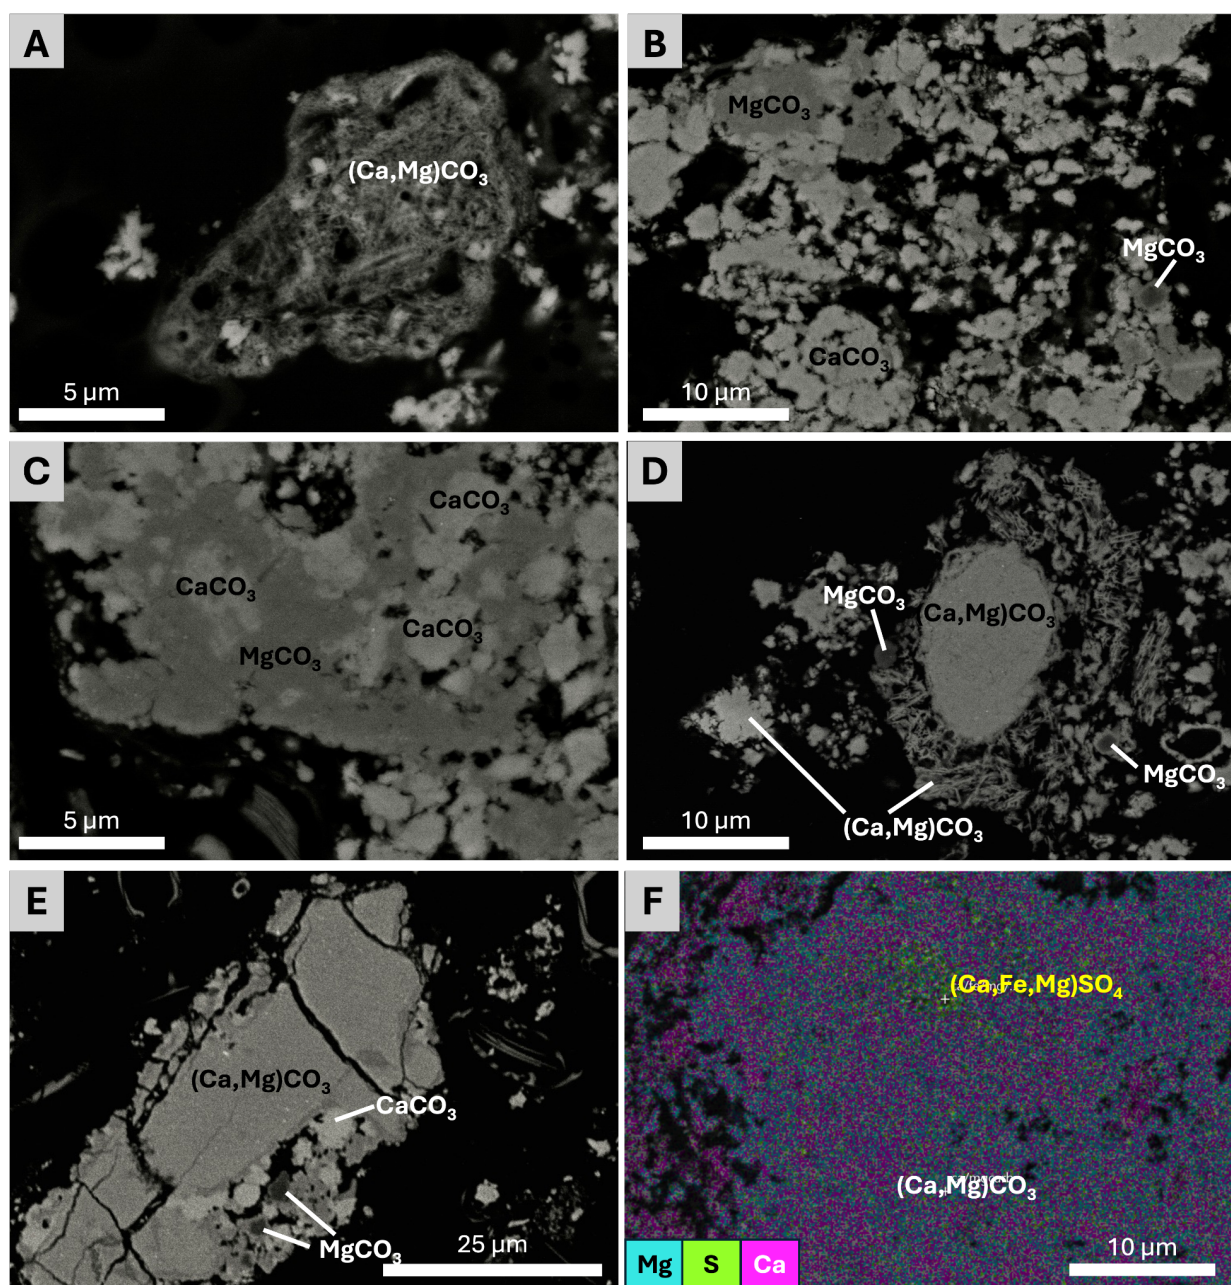 A
(Ca,Mg)CO₃
5 µm
B
MgCO₃
MgCO₃
CaCO₃
10 µm
C
CaCO₃
CaCO₃
CaCO₃
MgCO₃
5 µm
D
MgCO₃
(Ca,Mg)CO₃
MgCO₃
(Ca,Mg)CO₃
10 µm
E
(Ca,Mg)CO₃
CaCO₃
MgCO₃
25 µm
F
(Ca,Fe,Mg)SO₄
(Ca,Mg)CO₃
Mg S Ca
10 µm